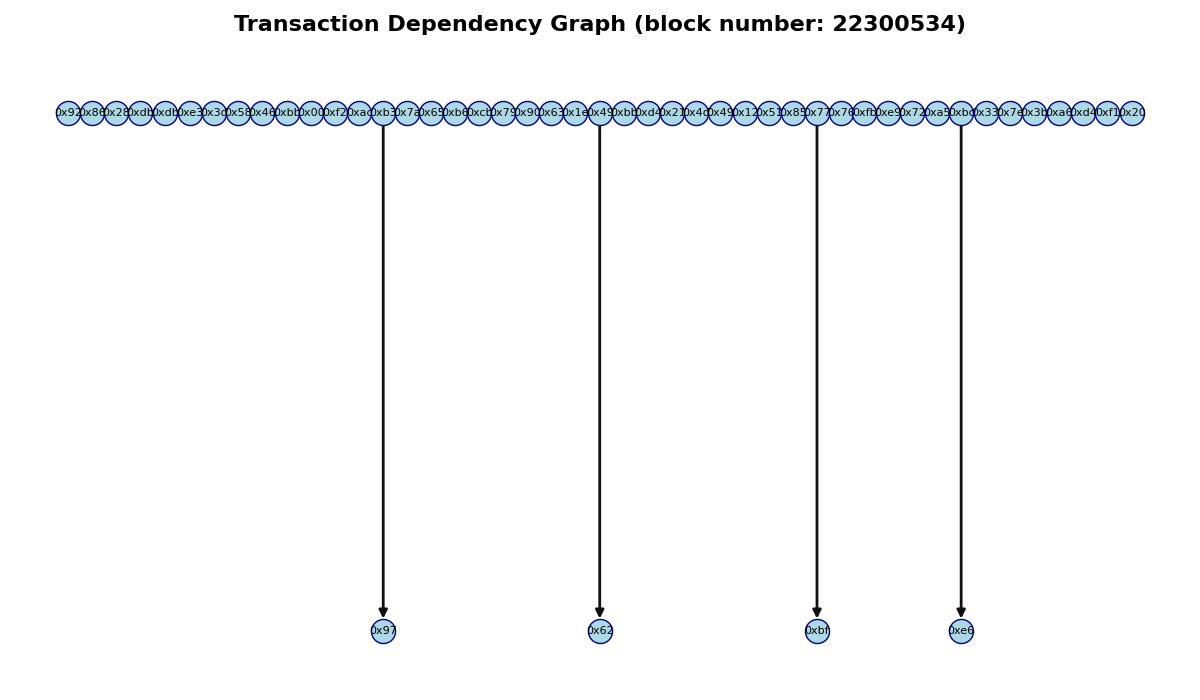 Transaction Dependency Graph (block number: 22300534)
0x92 0x86 0x28 0xdb 0xdb 0xe3 0x3c 0x58 0x46 0xbb 0x00 0xf2 0xac 0xb3 0x7a 0x65 0xb6 0xcb 0x79 0x90 0x63 0x1e 0x49 0xbb 0xd4 0x21 0x4c 0x49 0x12 0x51 0x85 0x77 0x76 0xfb 0xe9 0x72 0xa5 0xbc 0x33 0x7e 0x3b 0xa6 0xd4 0xf1 0x20
0x97 0x62 0xbf 0xe6